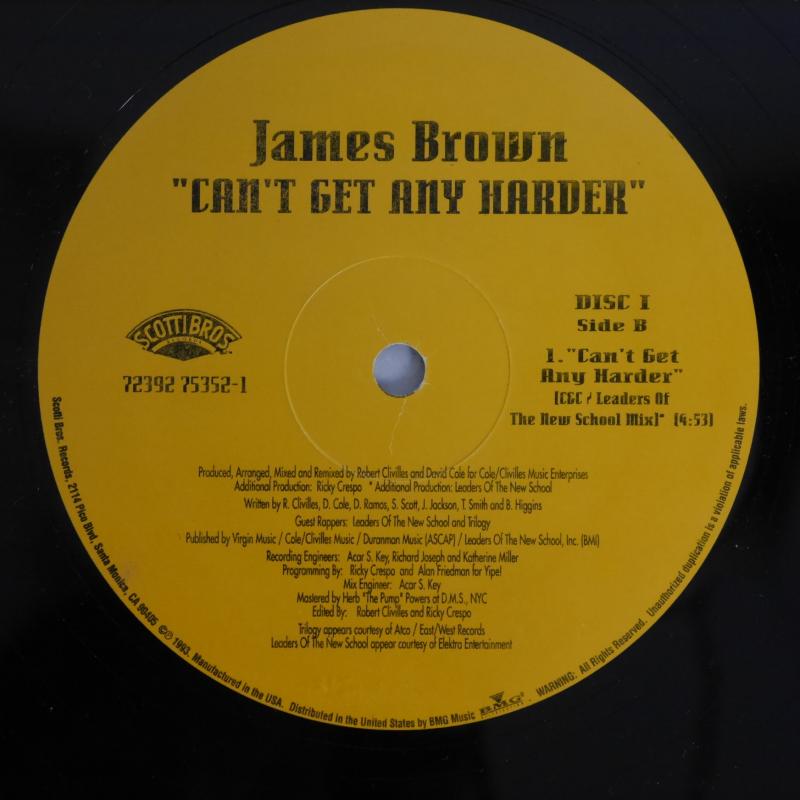 James Brown
"CAN'T GET ANY HARDER"
SCOTTI BROS.
RECORDS
72392 75352-1
DISC I
Side B
1."Can't Get
Any Harder"
(C&C / Leaders Of
The New School Mix)* (4:53)
Produced, Arranged, Mixed and Remixed by Robert Clivilles and David Cole for Cole/Clivilles Music Enterprises
Additional Production: Ricky Crespo * Additional Production: Leaders Of The New School
Written by R. Clivilles, D. Cole, D. Ramos, S. Scott, J. Jackson, T. Smith and B. Higgins
Guest Rappers: Leaders Of The New School and Trilogy
Published by Virgin Music / Cole/Clivilles Music / Duranman Music (ASCAP) / Leaders Of The New School, Inc. (BMI)
Recording Engineers: Acar S. Key, Richard Joseph and Katherine Miller
Programming By: Ricky Crespo and Alan Friedman for Yipe!
Mix Engineer: Acar S. Key
Mastered by Herb "The Pump" Powers at D.M.S., NYC
Edited By: Robert Clivilles and Ricky Crespo
Trilogy appears courtesy of Atco / East/West Records
Leaders Of The New School appear courtesy of Elektra Entertainment
Scotti Bros. Records, 2114 Pico Blvd, Santa Monica, CA 90405 ©℗ 1993. Manufactured in the USA. Distributed in the United States by BMG Music
BMG
WARNING: All Rights Reserved. Unauthorized duplication is a violation of applicable laws.